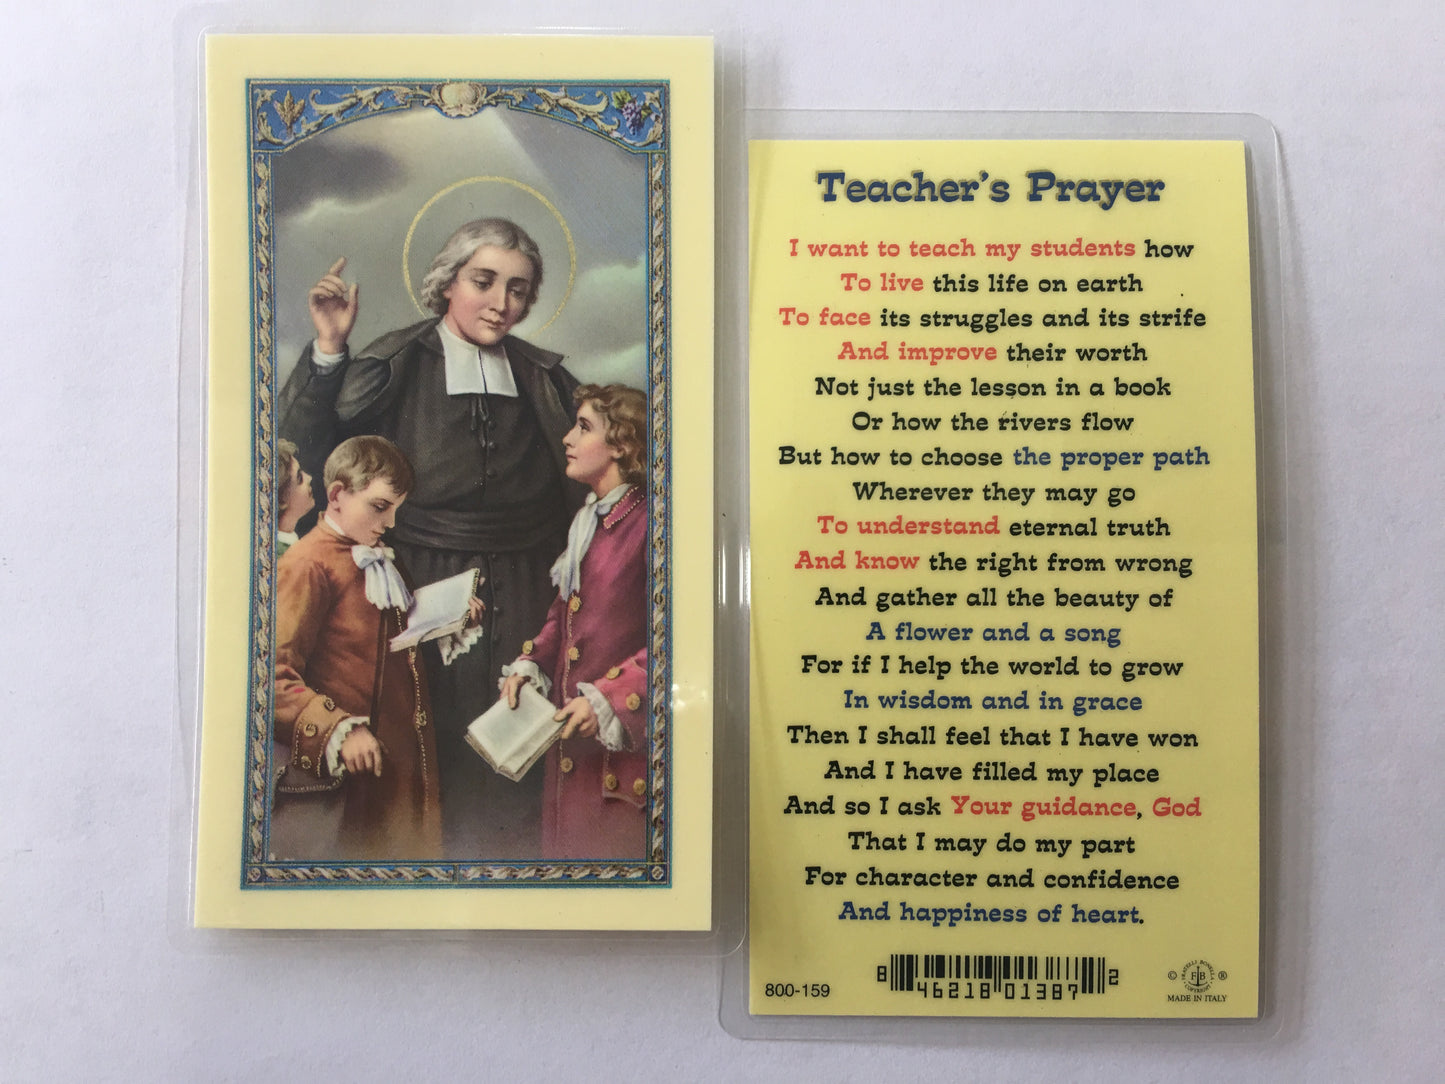 Teacher's Prayer
I want to teach my students how
To live this life on earth
To face its struggles and its strife
And improve their worth
Not just the lesson in a book
Or how the rivers flow
But how to choose the proper path
Wherever they may go
To understand eternal truth
And know the right from wrong
And gather all the beauty of
A flower and a song
For if I help the world to grow
In wisdom and in grace
Then I shall feel that I have won
And I have filled my place
And so I ask Your guidance, God
That I may do my part
For character and confidence
And happiness of heart.
800-159
8 46218 01387 2
© FRATELLI BONELLA COPYRIGHT FB ®
MADE IN ITALY